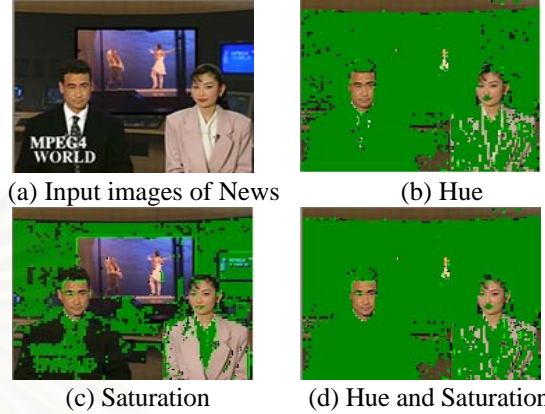 MPEG4
WORLD
(a) Input images of News
(b) Hue
(c) Saturation
(d) Hue and Saturation